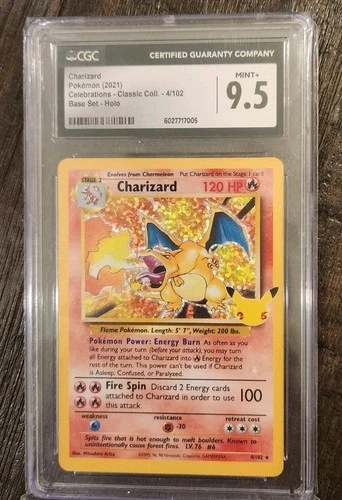 CGC CERTIFIED GUARANTY COMPANY
Charizard
Pokémon (2021)
Celebrations - Classic Coll. - 4/102
Base Set - Holo
MINT+
9.5
6027717005
Evolves from Charmeleon Put Charizard on the Stage 1 card
STAGE 2
Charizard 120 HP
25
Flame Pokémon. Length: 5' 7", Weight: 200 lbs.
Pokémon Power: Energy Burn As often as you
like during your turn (before your attack), you may turn
all Energy attached to Charizard into Energy for the
rest of the turn. This power can't be used if Charizard
is Asleep, Confused, or Paralyzed.
Fire Spin Discard 2 Energy cards
attached to Charizard in order to use
this attack.
100
weakness resistance retreat cost
-30
Spits fire that is hot enough to melt boulders. Known to
unintentionally cause forest fires. LV. 76 #6
Illus. Mitsuhiro Arita
4/102